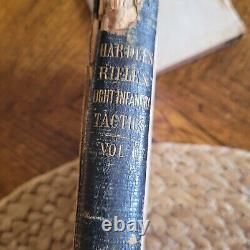 HARDEE'S
RIFLE &
LIGHT INFANTRY
TACTICS
VOL